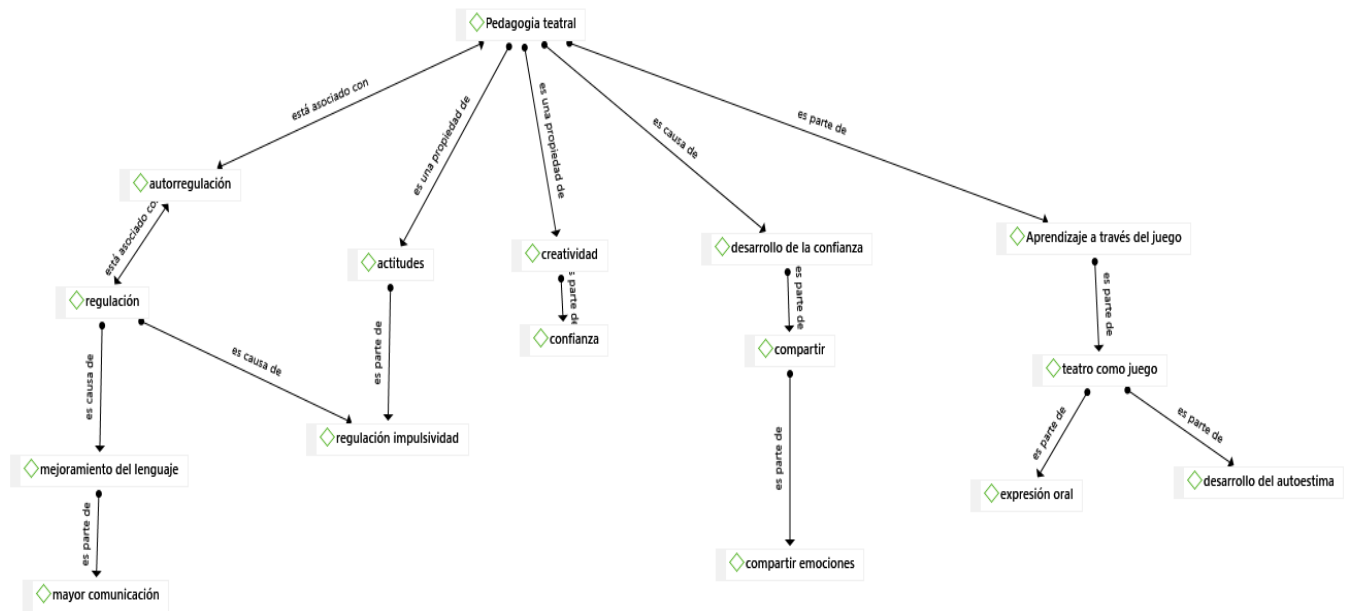 Pedagogia teatral
está asociado con
es una propiedad de
es una propiedad de
es causa de
es parte de
autorregulación
está asociado con
actitudes
creatividad
desarrollo de la confianza
Aprendizaje a través del juego
regulación
es parte de
es parte de
es parte de
confianza
compartir
teatro como juego
es causa de
es causa de
es parte de
es parte de
es parte de
es parte de
regulación impulsividad
mejoramiento del lenguaje
expresión oral
desarrollo del autoestima
es parte de
compartir emociones
mayor comunicación